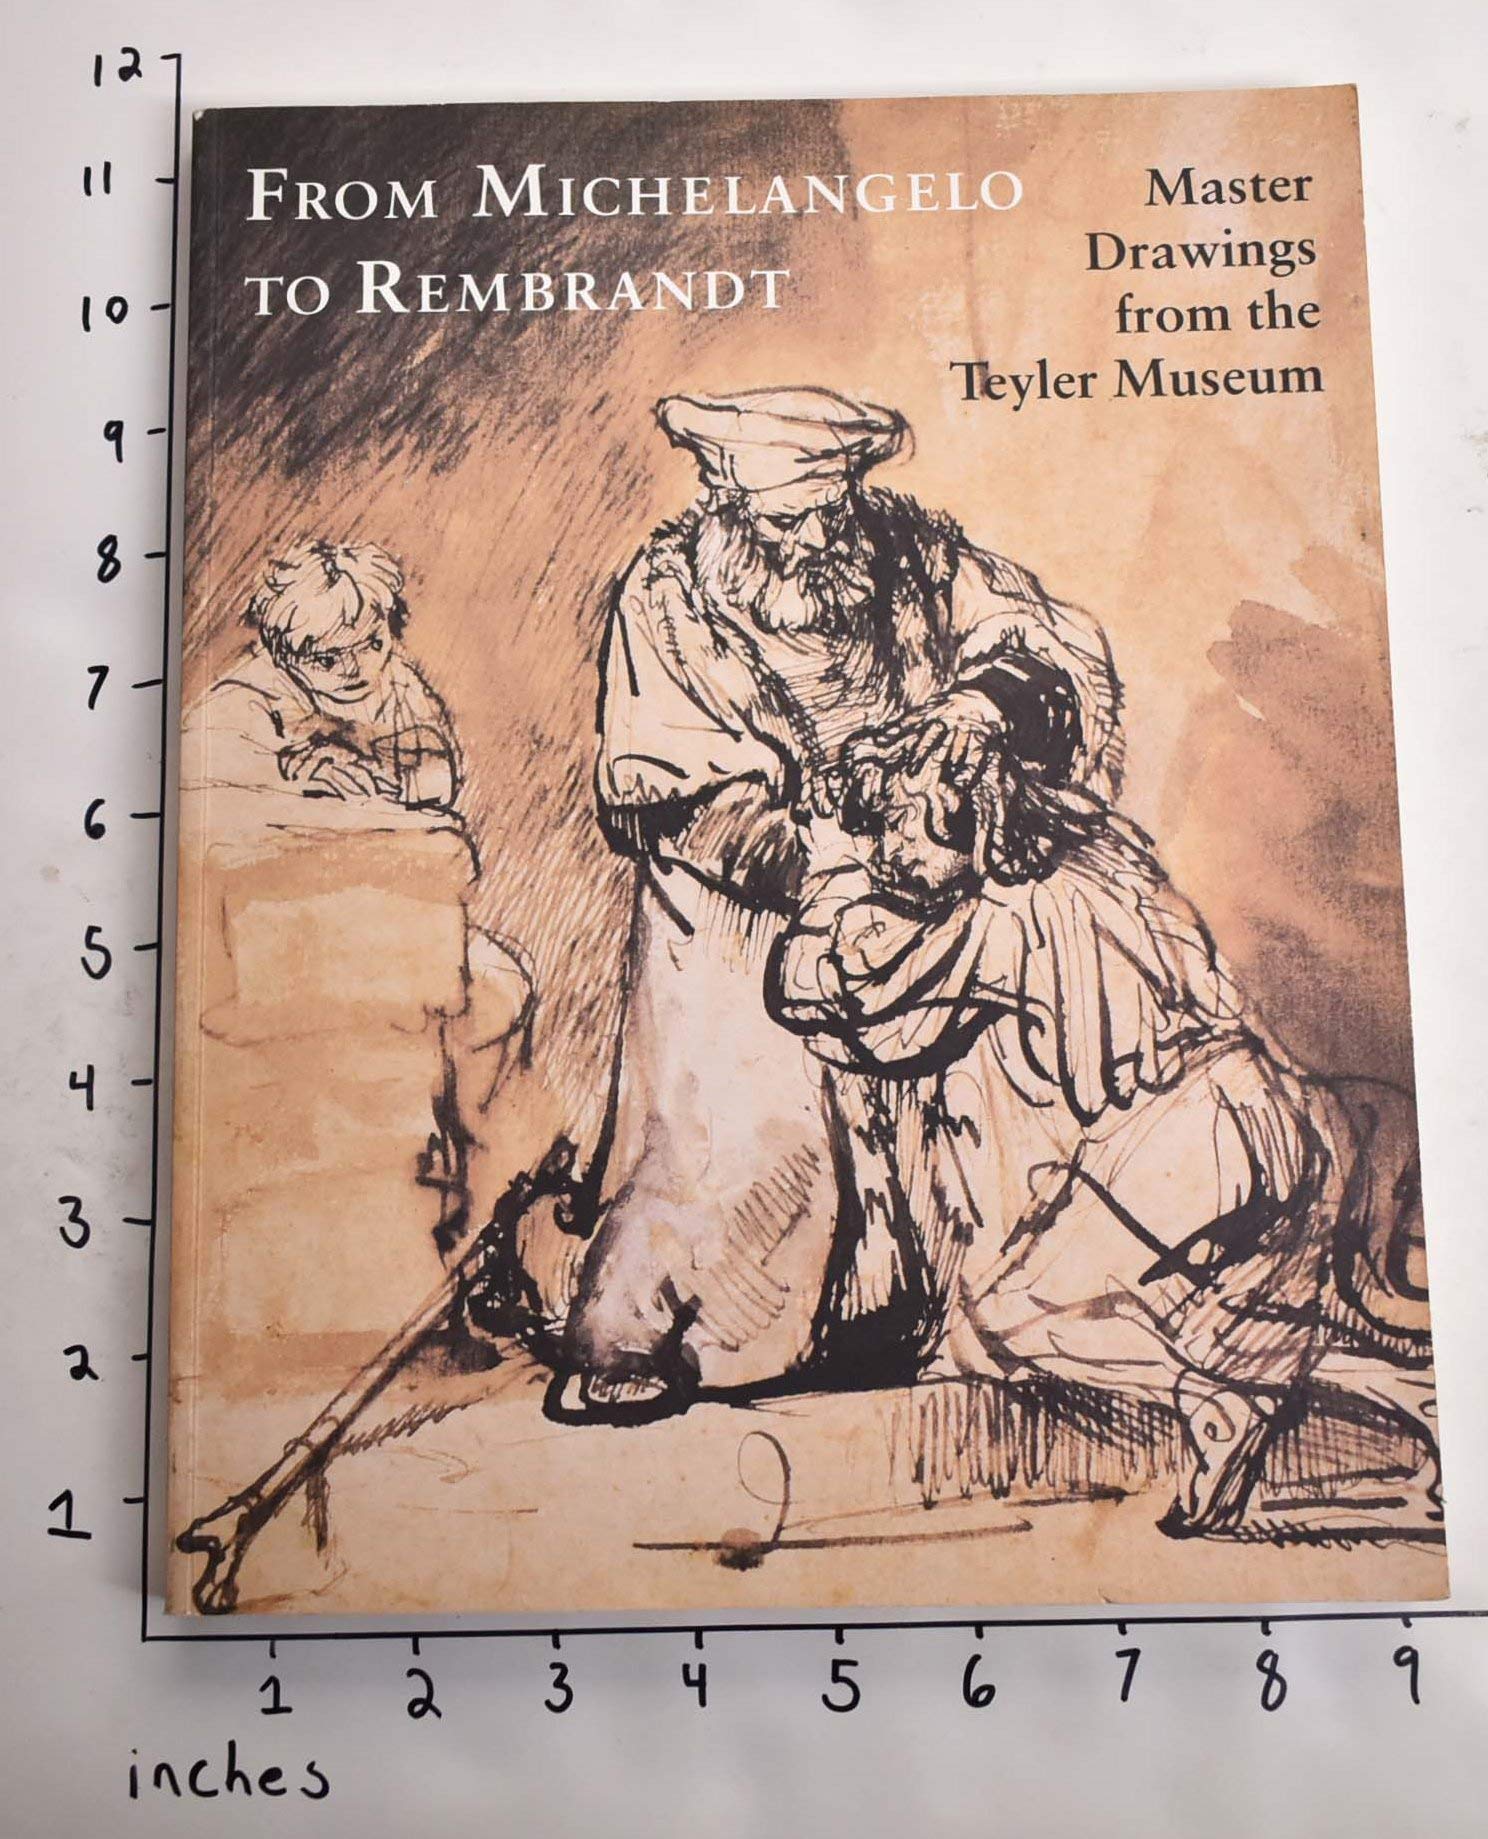 12
11
10
9
8
7
6
5
4
3
2
1
FROM MICHELANGELO
TO REMBRANDT
Master
Drawings
from the
Teyler Museum
1 2 3 4 5 6 7 8 9
inches